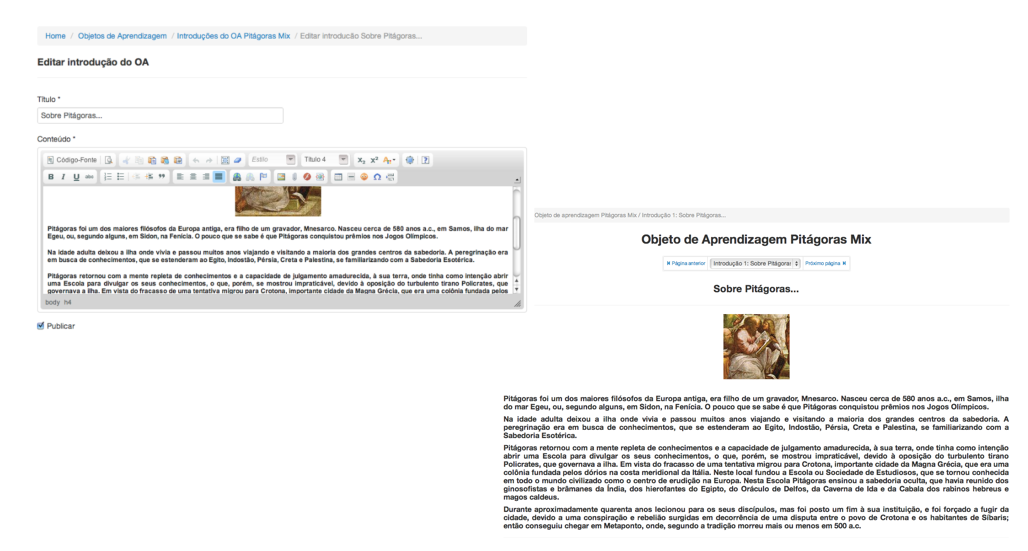 Home / Objetos de Aprendizagem / Introduções do OA Pitágoras Mix / Editar introducão Sobre Pitágoras...
Editar introdução do OA
Título *
Sobre Pitágoras...
Conteúdo *
Código-Fonte
Estilo
Título 4
B I U abc
Pitágoras foi um dos maiores filósofos da Europa antiga, era filho de um gravador, Mnesarco. Nasceu cerca de 580 anos a.c., em Samos, ilha do mar
Egeu, ou, segundo alguns, em Sidon, na Fenícia. O pouco que se sabe é que Pitágoras conquistou prêmios nos Jogos Olímpicos.
Na idade adulta deixou a ilha onde vivia e passou muitos anos viajando e visitando a maioria dos grandes centros da sabedoria. A peregrinação era
em busca de conhecimentos, que se estenderam ao Egito, Indostão, Pérsia, Creta e Palestina, se familiarizando com a Sabedoria Esotérica.
Pitágoras retornou com a mente repleta de conhecimentos e a capacidade de julgamento amadurecida, à sua terra, onde tinha como intenção abrir
uma Escola para divulgar os seus conhecimentos, o que, porém, se mostrou impraticável, devido à oposição do turbulento tirano Policrates, que
governava a ilha. Em vista do fracasso de uma tentativa migrou para Crotona, importante cidade da Magna Grécia, que era uma colônia fundada pelos
body h4
Publicar
Objeto de aprendizagem Pitágoras Mix / Introdução 1: Sobre Pitágoras...
Objeto de Aprendizagem Pitágoras Mix
Página anterior
Introdução 1: Sobre Pitágoras
Próximo página
Sobre Pitágoras...
Pitágoras foi um dos maiores filósofos da Europa antiga, era filho de um gravador, Mnesarco. Nasceu cerca de 580 anos a.c., em Samos, ilha
do mar Egeu, ou, segundo alguns, em Sidon, na Fenícia. O pouco que se sabe é que Pitágoras conquistou prêmios nos Jogos Olímpicos.
Na idade adulta deixou a ilha onde vivia e passou muitos anos viajando e visitando a maioria dos grandes centros da sabedoria. A
peregrinação era em busca de conhecimentos, que se estenderam ao Egito, Indostão, Pérsia, Creta e Palestina, se familiarizando com a
Sabedoria Esotérica.
Pitágoras retornou com a mente repleta de conhecimentos e a capacidade de julgamento amadurecida, à sua terra, onde tinha como intenção
abrir uma Escola para divulgar os seus conhecimentos, o que, porém, se mostrou impraticável, devido à oposição do turbulento tirano
Policrates, que governava a ilha. Em vista do fracasso de uma tentativa migrou para Crotona, importante cidade da Magna Grécia, que era uma
colônia fundada pelos dórios na costa meridional da Itália. Neste local fundou a Escola ou Sociedade de Estudiosos, que se tornou conhecida
em todo o mundo civilizado como o centro de erudição na Europa. Nesta Escola Pitágoras ensinou a sabedoria oculta, que havia reunido dos
ginosofistas e brâmanes da Índia, dos hierofantes do Egipto, do Oráculo de Delfos, da Caverna de Ida e da Cabala dos rabinos hebreus e
magos caldeus.
Durante aproximadamente quarenta anos lecionou para os seus discípulos, mas foi posto um fim à sua instituição, e foi forçado a fugir da
cidade, devido a uma conspiração e rebelião surgidas em decorrência de uma disputa entre o povo de Crotona e os habitantes de Síbaris;
então conseguiu chegar em Metaponto, onde, segundo a tradição morreu mais ou menos em 500 a.c.